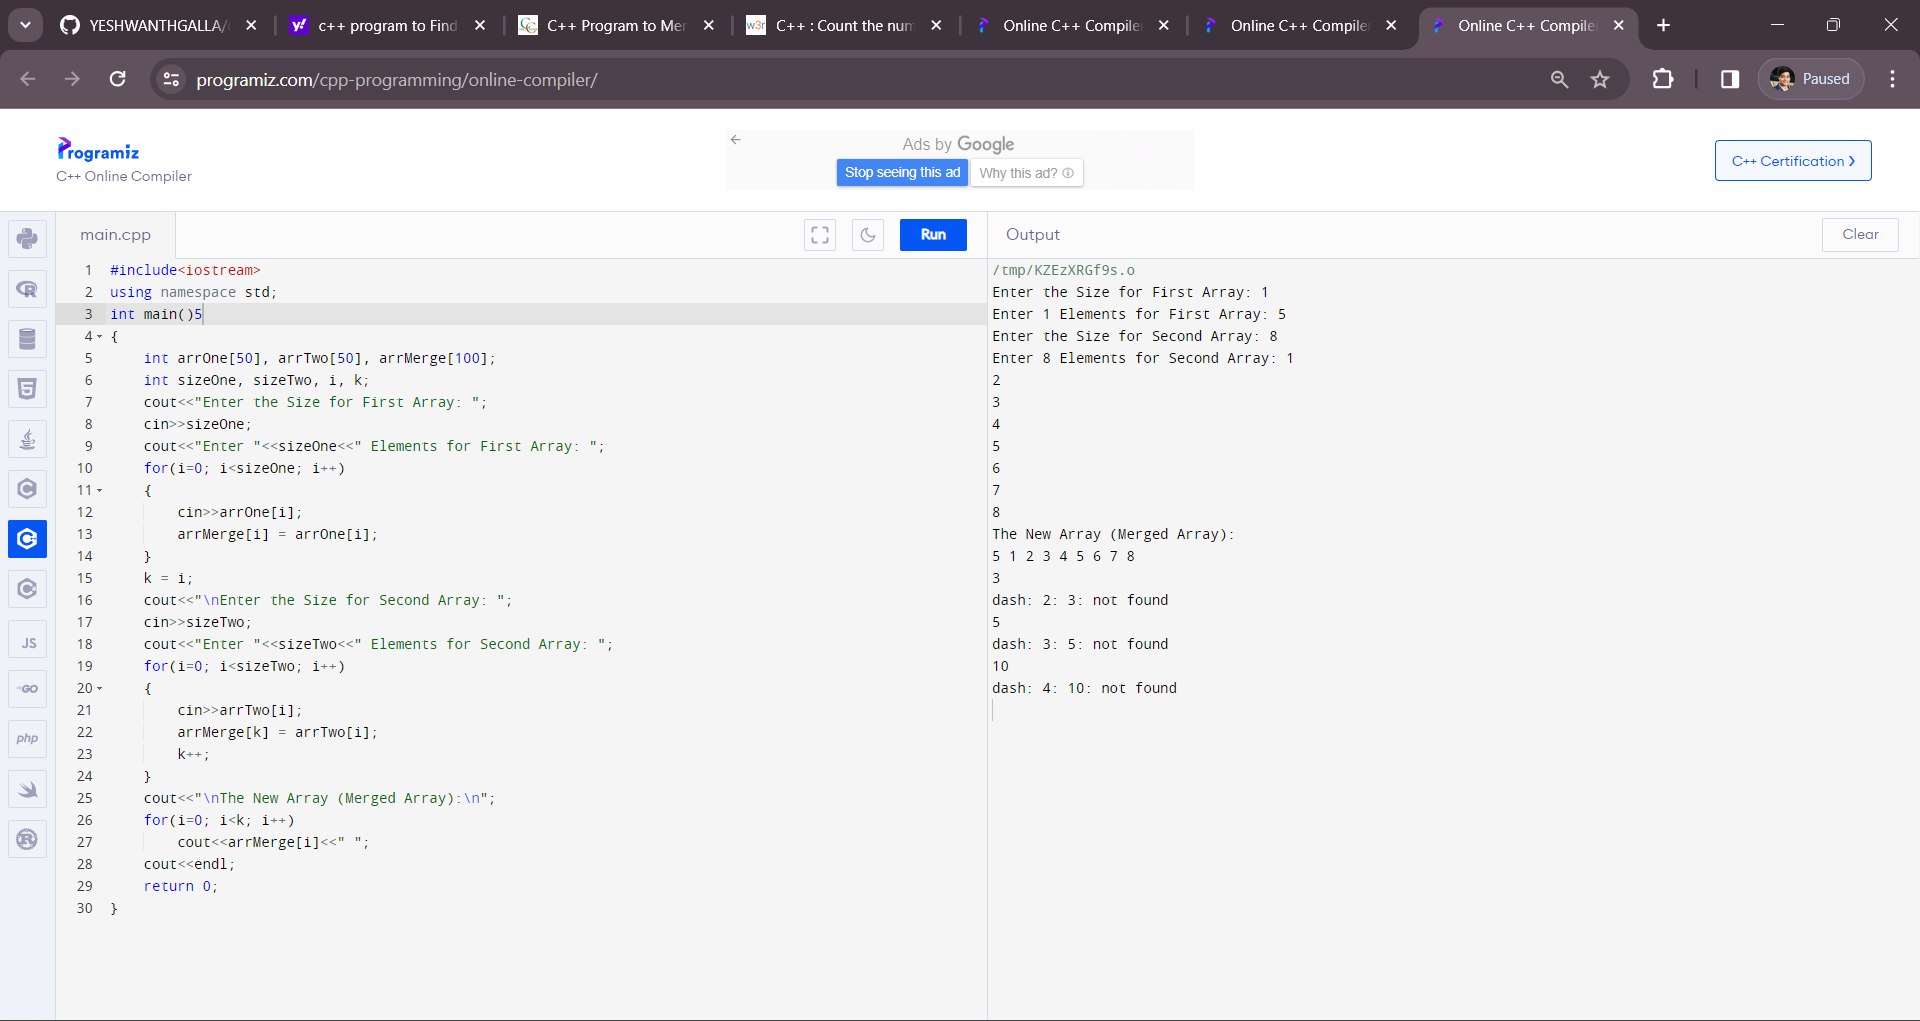 YESHWANTHGALLA/
c++ program to Find
C++ Program to Mer
w3r C++ : Count the num
Online C++ Compile
Online C++ Compile
Online C++ Compile
programiz.com/cpp-programming/online-compiler/
Paused
Programiz
C++ Online Compiler
Ads by Google
Stop seeing this ad
Why this ad?
C++ Certification >
main.cpp
Run
Output
Clear
1 #include<iostream>
2 using namespace std;
3 int main()5
4 {
5 int arrOne[50], arrTwo[50], arrMerge[100];
6 int sizeOne, sizeTwo, i, k;
7 cout<<"Enter the Size for First Array: ";
8 cin>>sizeOne;
9 cout<<"Enter "<<sizeOne<<" Elements for First Array: ";
10 for(i=0; i<sizeOne; i++)
11 {
12 cin>>arrOne[i];
13 arrMerge[i] = arrOne[i];
14 }
15 k = i;
16 cout<<"\nEnter the Size for Second Array: ";
17 cin>>sizeTwo;
18 cout<<"Enter "<<sizeTwo<<" Elements for Second Array: ";
19 for(i=0; i<sizeTwo; i++)
20 {
21 cin>>arrTwo[i];
22 arrMerge[k] = arrTwo[i];
23 k++;
24 }
25 cout<<"\nThe New Array (Merged Array):\n";
26 for(i=0; i<k; i++)
27 cout<<arrMerge[i]<<" ";
28 cout<<endl;
29 return 0;
30 }
/tmp/KZEzXRGf9s.o
Enter the Size for First Array: 1
Enter 1 Elements for First Array: 5
Enter the Size for Second Array: 8
Enter 8 Elements for Second Array: 1
2
3
4
5
6
7
8
The New Array (Merged Array):
5 1 2 3 4 5 6 7 8
3
dash: 2: 3: not found
5
dash: 3: 5: not found
10
dash: 4: 10: not found
JS
GO
php